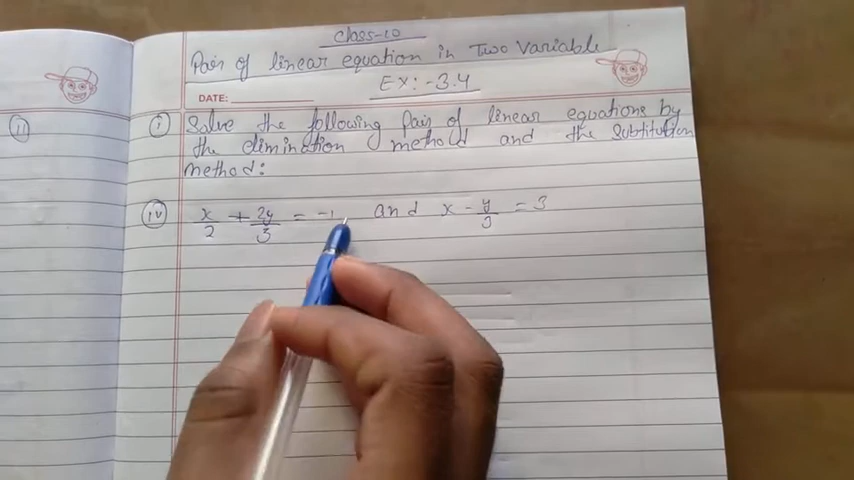 Class-10
Pair of linear equation in Two Variable
EX:-3.4
DATE:
(i) Solve the following Pair of linear equations by
the elimination method and the Substitution
method:
(iv) x/2 + 2y/3 = -1 and x - y/3 = 3
11